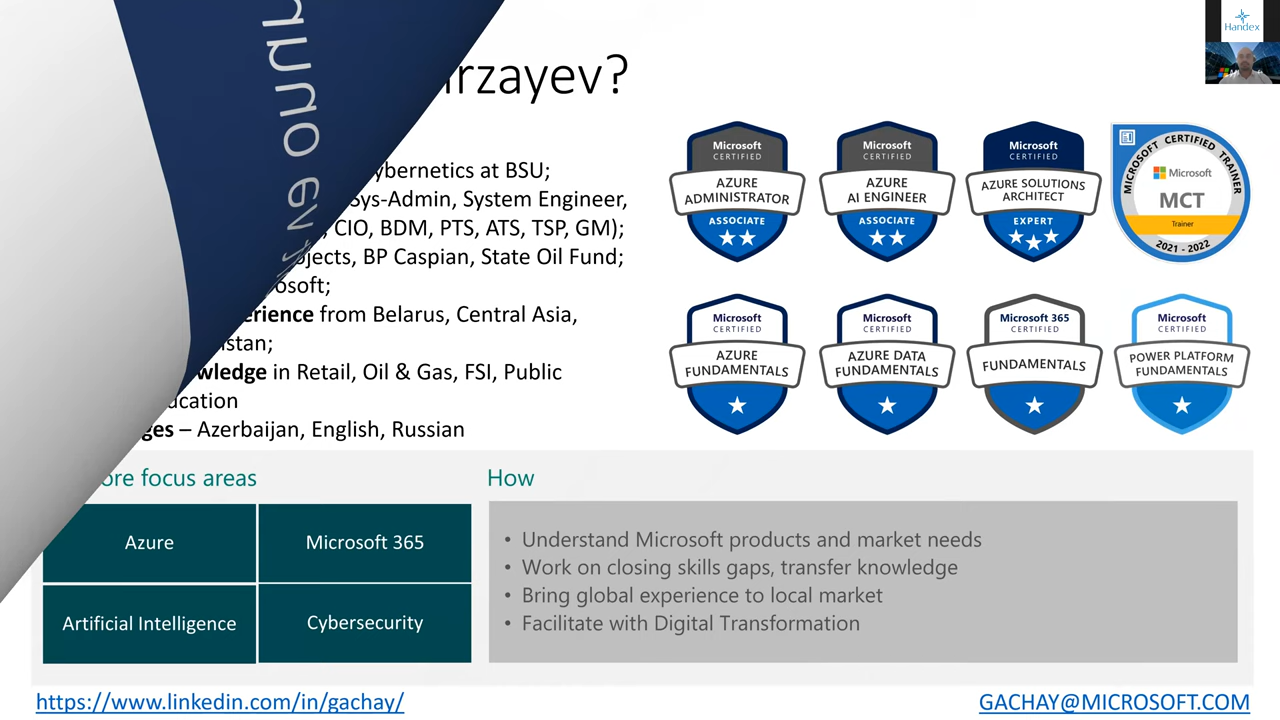 irzayev?
ybernetics at BSU;
Sys-Admin, System Engineer,
, CIO, BDM, PTS, ATS, TSP, GM);
ojects, BP Caspian, State Oil Fund;
osoft;
erience from Belarus, Central Asia,
istan;
wledge in Retail, Oil & Gas, FSI, Public
ucation
ges – Azerbaijan, English, Russian
Handex
Microsoft
CERTIFIED
AZURE
ADMINISTRATOR
ASSOCIATE
Microsoft
CERTIFIED
AZURE
AI ENGINEER
ASSOCIATE
Microsoft
CERTIFIED
AZURE SOLUTIONS
ARCHITECT
EXPERT
MICROSOFT CERTIFIED TRAINER
Microsoft
MCT
Trainer
2021 - 2022
Microsoft
CERTIFIED
AZURE
FUNDAMENTALS
Microsoft
CERTIFIED
AZURE DATA
FUNDAMENTALS
Microsoft 365
CERTIFIED
FUNDAMENTALS
Microsoft
CERTIFIED
POWER PLATFORM
FUNDAMENTALS
ore focus areas
Azure
Microsoft 365
Artificial Intelligence
Cybersecurity
How
• Understand Microsoft products and market needs
• Work on closing skills gaps, transfer knowledge
• Bring global experience to local market
• Facilitate with Digital Transformation
https://www.linkedin.com/in/gachay/
GACHAY@MICROSOFT.COM